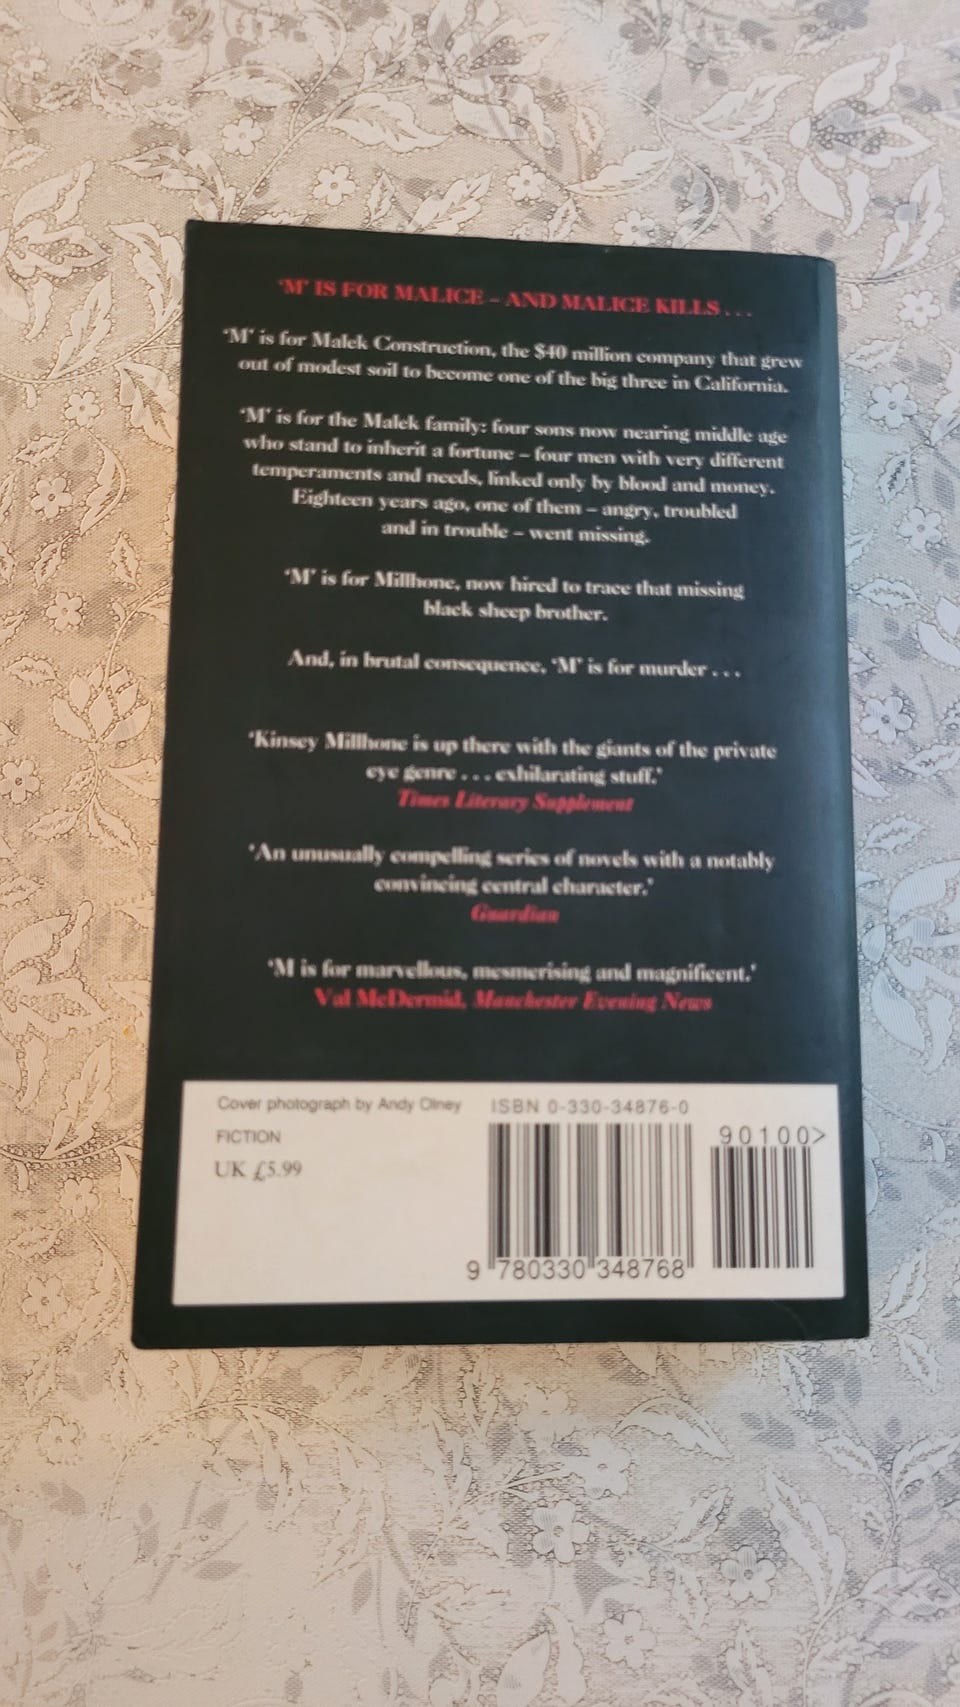 'M' IS FOR MALICE – AND MALICE KILLS . . .
'M' is for Malek Construction, the $40 million company that grew
out of modest soil to become one of the big three in California.
'M' is for the Malek family: four sons now nearing middle age
who stand to inherit a fortune – four men with very different
temperaments and needs, linked only by blood and money.
Eighteen years ago, one of them – angry, troubled
and in trouble – went missing.
'M' is for Millhone, now hired to trace that missing
black sheep brother.
And, in brutal consequence, 'M' is for murder . . .
'Kinsey Millhone is up there with the giants of the private
eye genre . . . exhilarating stuff.'
Times Literary Supplement
'An unusually compelling series of novels with a notably
convincing central character.'
Guardian
'M is for marvellous, mesmerising and magnificent.'
Val McDermid, Manchester Evening News
Cover photograph by Andy Olney
ISBN 0-330-34876-0
FICTION
90100>
UK £5.99
9 780330 348768